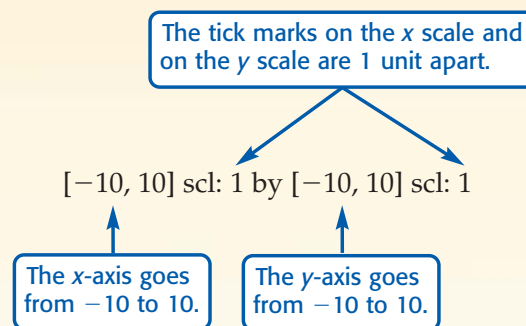 The tick marks on the x scale and
on the y scale are 1 unit apart.
[−10, 10] scl: 1 by [−10, 10] scl: 1
The x-axis goes
from −10 to 10.
The y-axis goes
from −10 to 10.